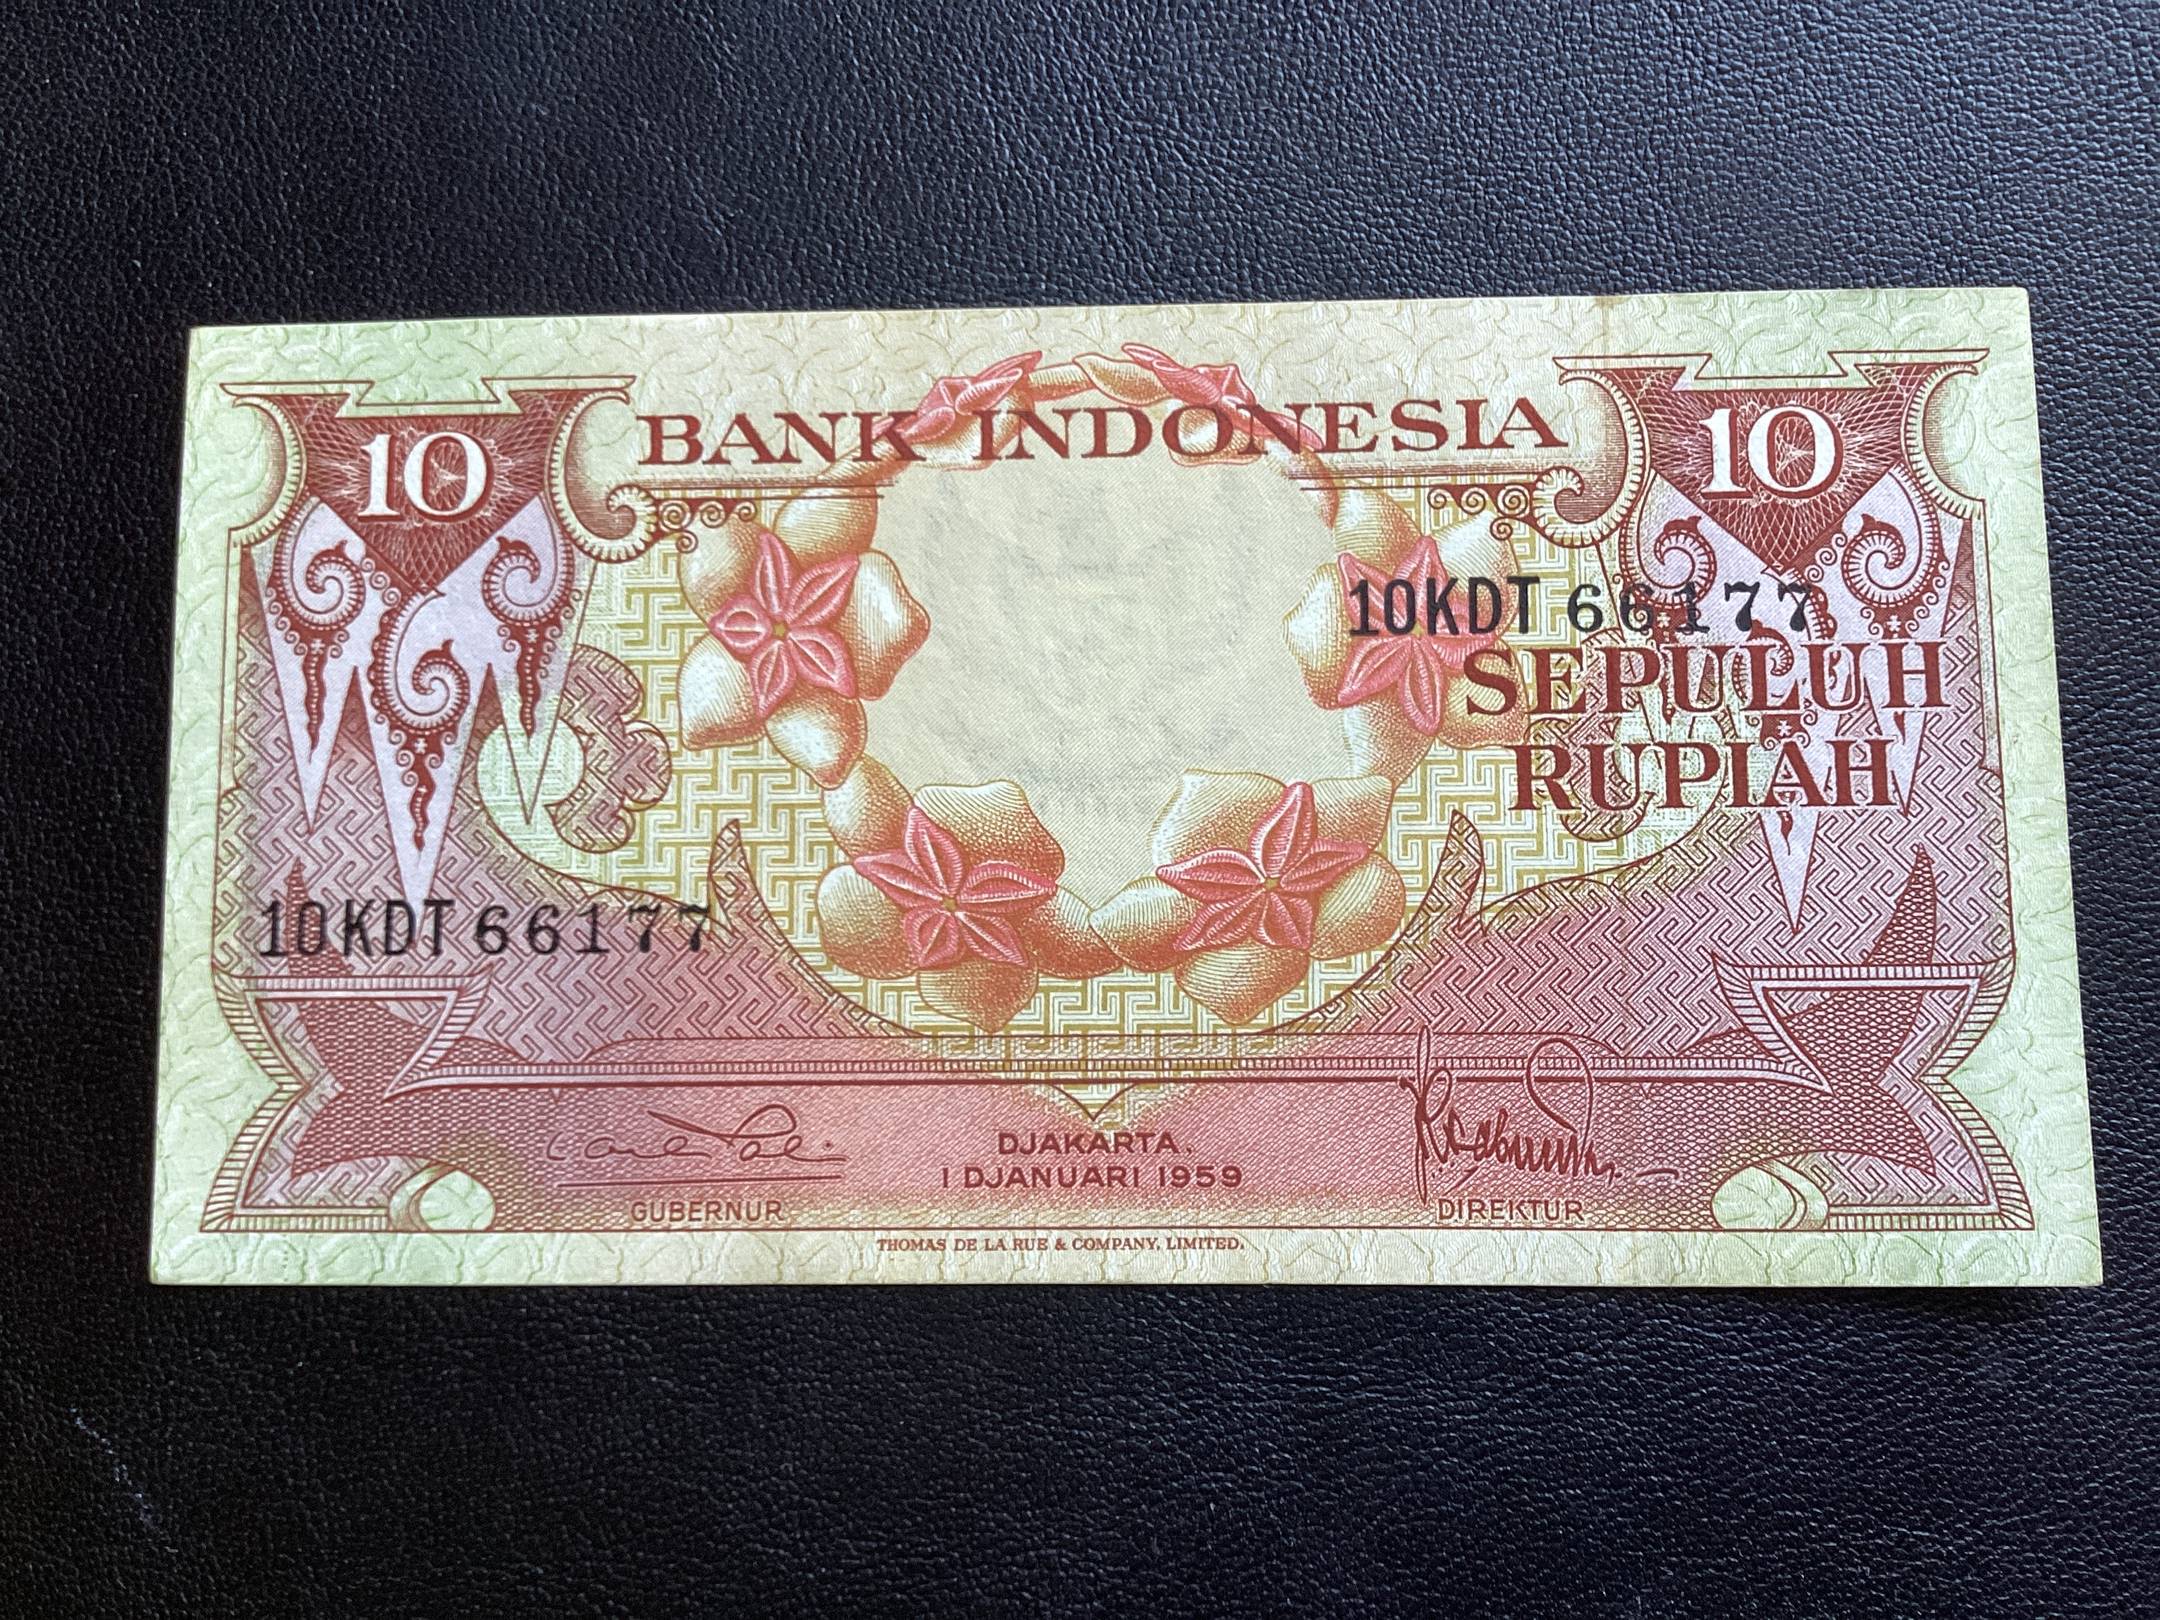 10 BANK INDONESIA 10
10KDT 66177
SEPULUH
RUPIAH
10KDT 66177
DJAKARTA,
1 DJANUARI 1959
GUBERNUR DIREKTUR
THOMAS DE LA RUE & COMPANY, LIMITED.